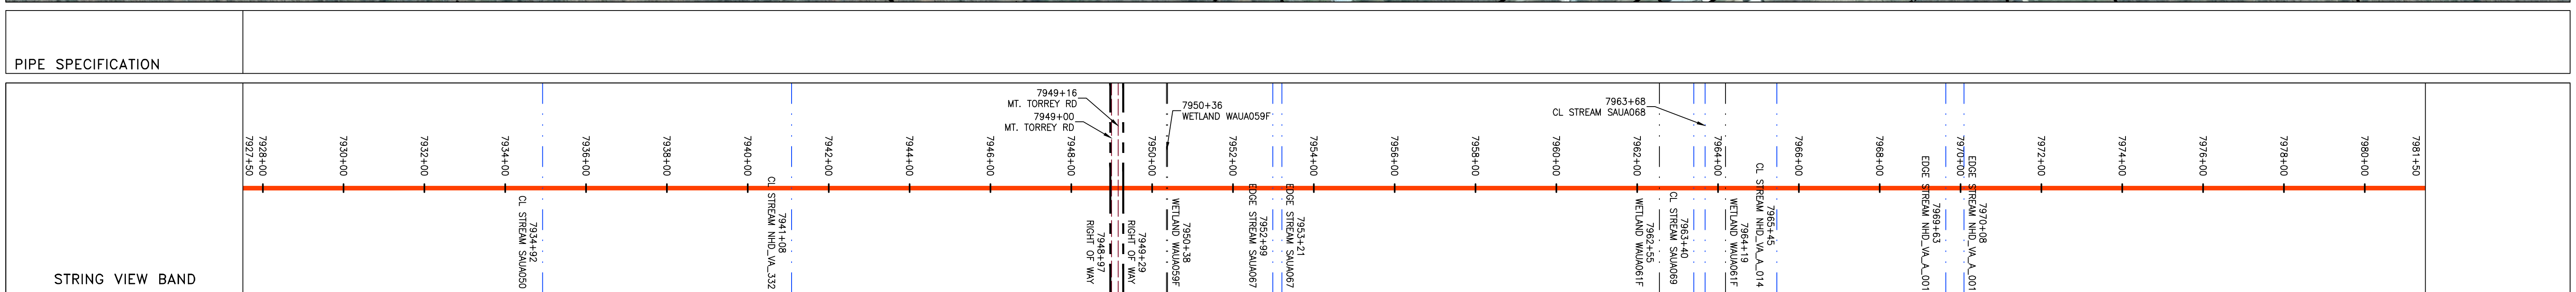 PIPE SPECIFICATION
STRING VIEW BAND
7927+50
7928+00
7930+00
7932+00
7934+00
7936+00
7938+00
7940+00
7942+00
7944+00
7946+00
7948+00
7950+00
7952+00
7954+00
7956+00
7958+00
7960+00
7962+00
7964+00
7966+00
7968+00
7970+00
7972+00
7974+00
7976+00
7978+00
7980+00
7981+50
7949+16
MT. TORREY RD
7949+00
MT. TORREY RD
7950+36
WETLAND WAUA059F
7963+68
CL STREAM SAUA068
7934+92
CL STREAM SAUA050
7941+08
CL STREAM NHD_VA_332
7948+97
RIGHT OF WAY
7949+29
RIGHT OF WAY
7950+38
WETLAND WAUA059F
7952+99
EDGE STREAM SAUA067
7953+21
EDGE STREAM SAUA067
7962+55
WETLAND WAUA061F
7963+40
CL STREAM SAUA069
7964+19
WETLAND WAUA061F
7965+45
CL STREAM NHD_VA_A_014
7969+63
EDGE STREAM NHD_VA_A_001
7970+08
EDGE STREAM NHD_VA_A_001